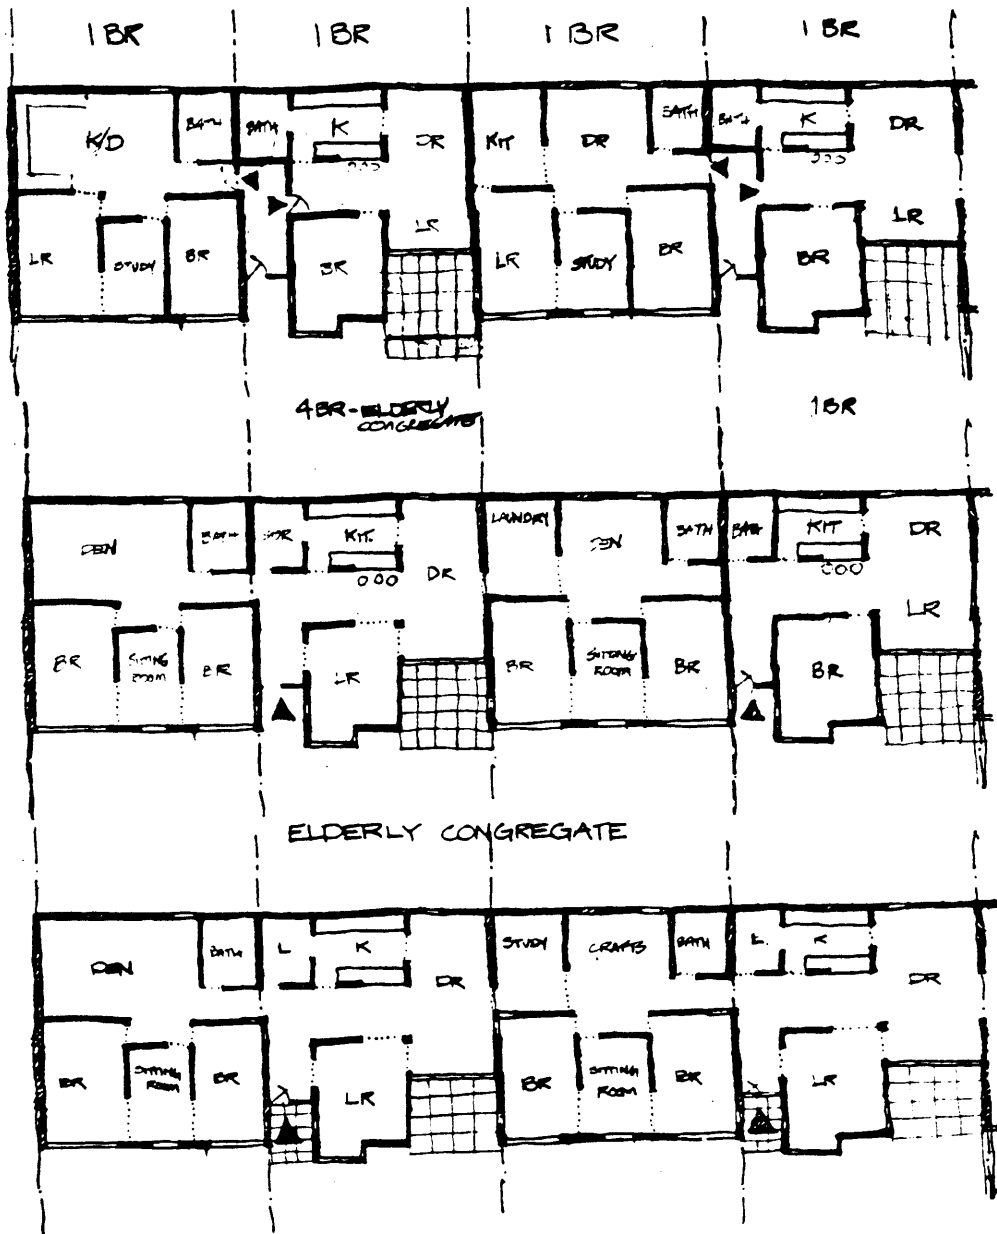 1 BR
1 BR
1 BR
1 BR
K/D
BATH
BATH
K
DR
KIT
DR
BATH
BATH
K
DR
LR
STUDY
BR
BR
LR
LR
STUDY
BR
BR
LR
4BR-ELDERLY
CONGREGATE
1BR
DEN
BATH
KIT.
DR
LAUNDRY
DEN
BATH
BATH
KIT
DR
LR
BR
SITTING
ROOM
BR
LR
BR
SITTING
ROOM
BR
BR
ELDERLY CONGREGATE
DEN
BATH
L
K
DR
STUDY
CRAFTS
BATH
L
K
DR
BR
SITTING
ROOM
BR
LR
BR
SITTING
ROOM
BR
LR